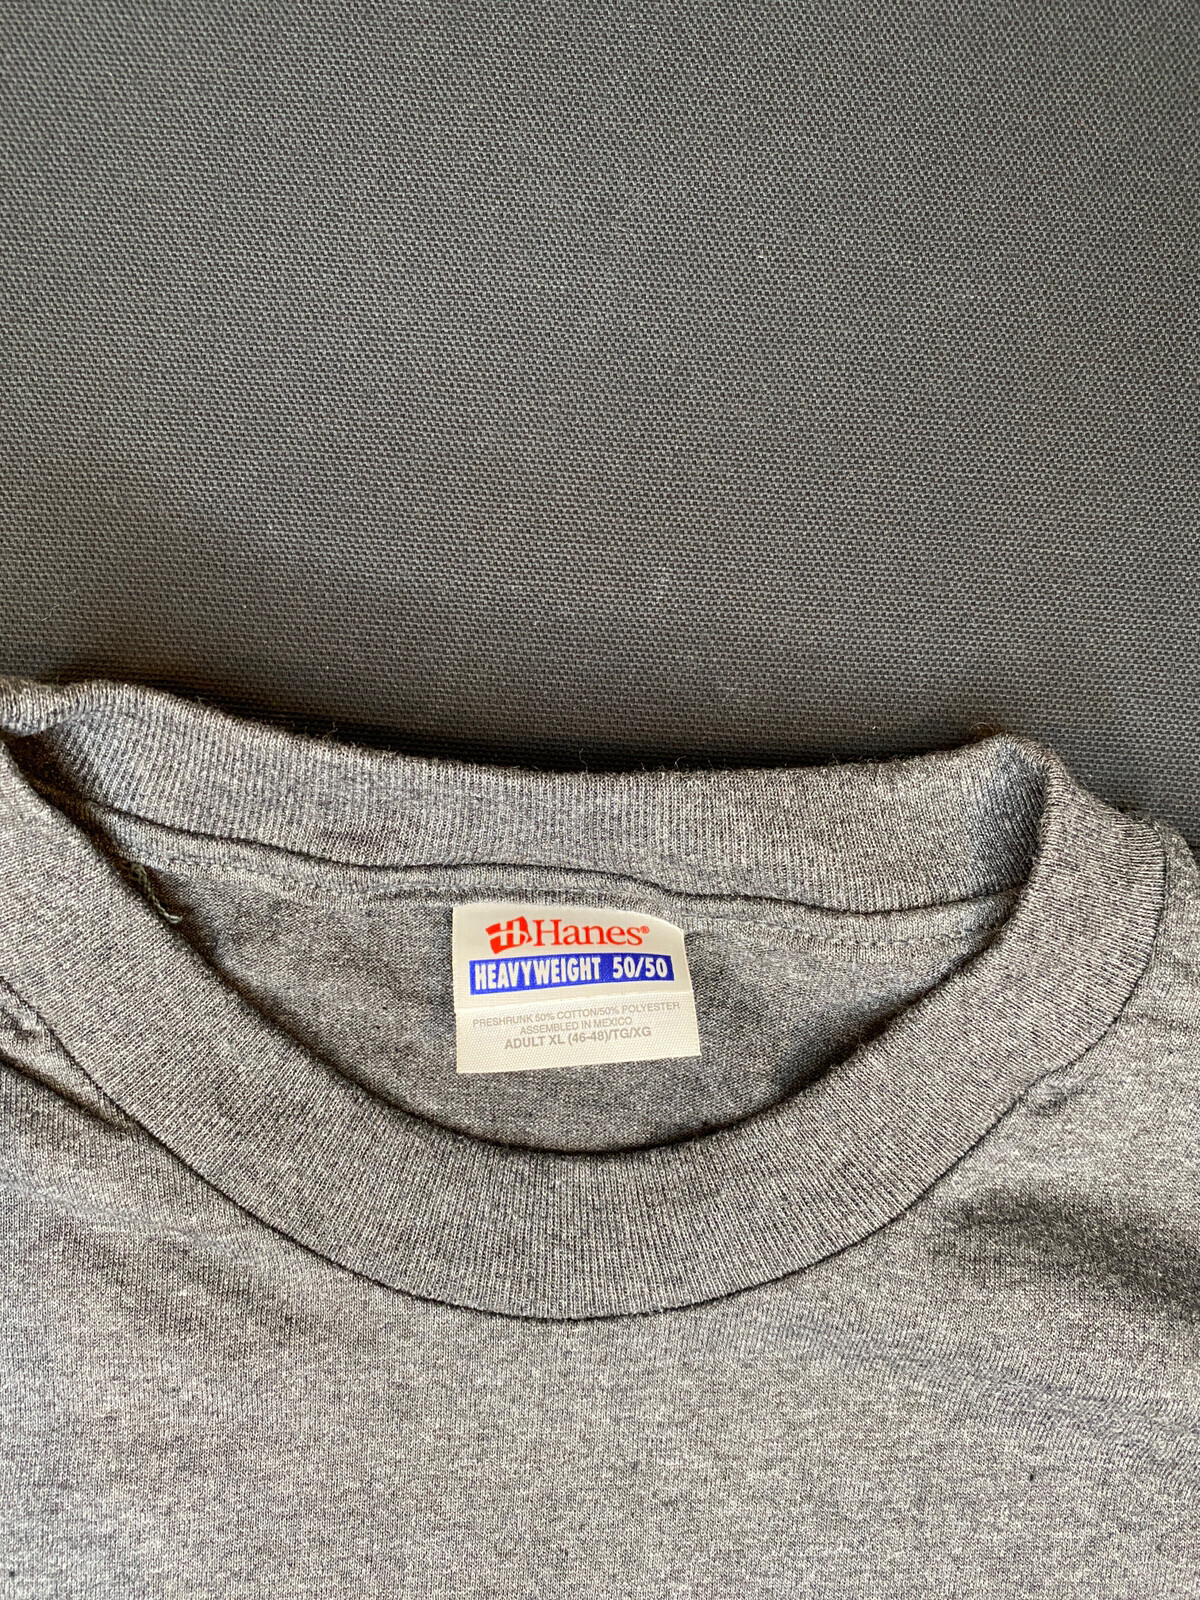 Hanes®
HEAVYWEIGHT 50/50
PRESHRUNK 50% COTTON/50% POLYESTER
ASSEMBLED IN MEXICO
ADULT XL (46-48)/TG/XG